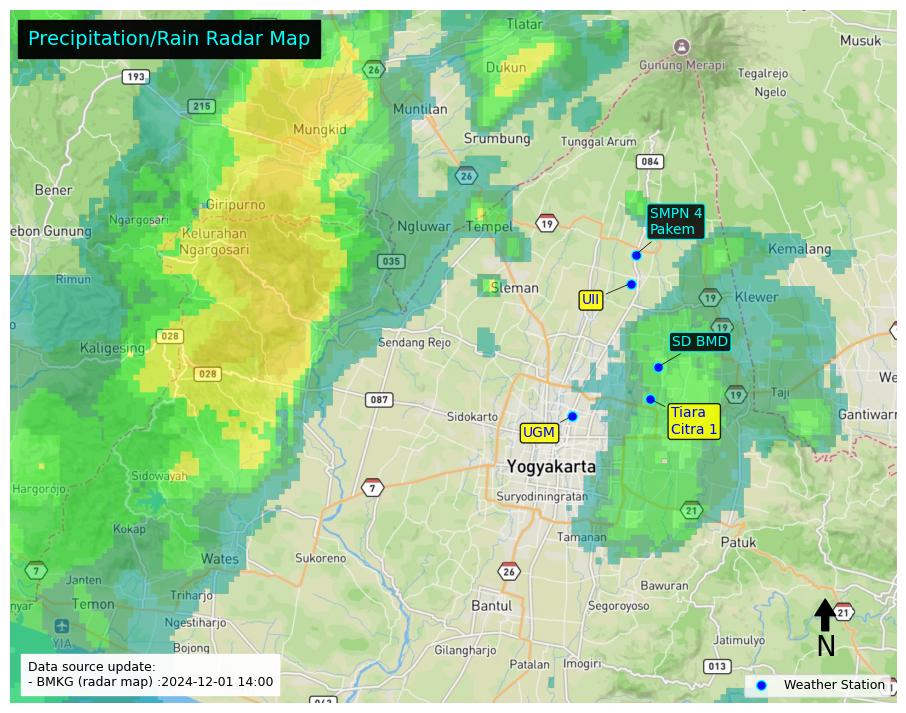 Precipitation/Rain Radar Map
Tlatar
Musuk
Dukun
Gunung Merapi
26
193
Tegalrejo
Ngelo
215
Muntilan
Mungkid
Srumbung
Tunggal Arum
084
26
Bener
Giripurno
Ngargosari
SMPN 4
Pakem
19
Ngluwar
Tempel
ebon Gunung
Kelurahan
Ngargosari
Kemalang
035
Rimun
Sleman
UII
19
Klewer
19
028
Kaligesing
Sendang Rejo
SD BMD
028
We
087
19
Taji
Sidokarto
Tiara
Citra 1
Gantiwarn
UGM
Yogyakarta
Sidowayah
Hargorojo
7
Suryodiningratan
21
Kokap
Tamanan
Patuk
Wates
Sukoreno
7
26
Janten
Bawuran
nyar
Temon
Triharjo
Bantul
Segoroyoso
21
Ngestiharjo
YIA
N
Bojong
Gilangharjo
Jatimulyo
Data source update:
- BMKG (radar map) :2024-12-01 14:00
Patalan
Imogiri
013
Weather Station